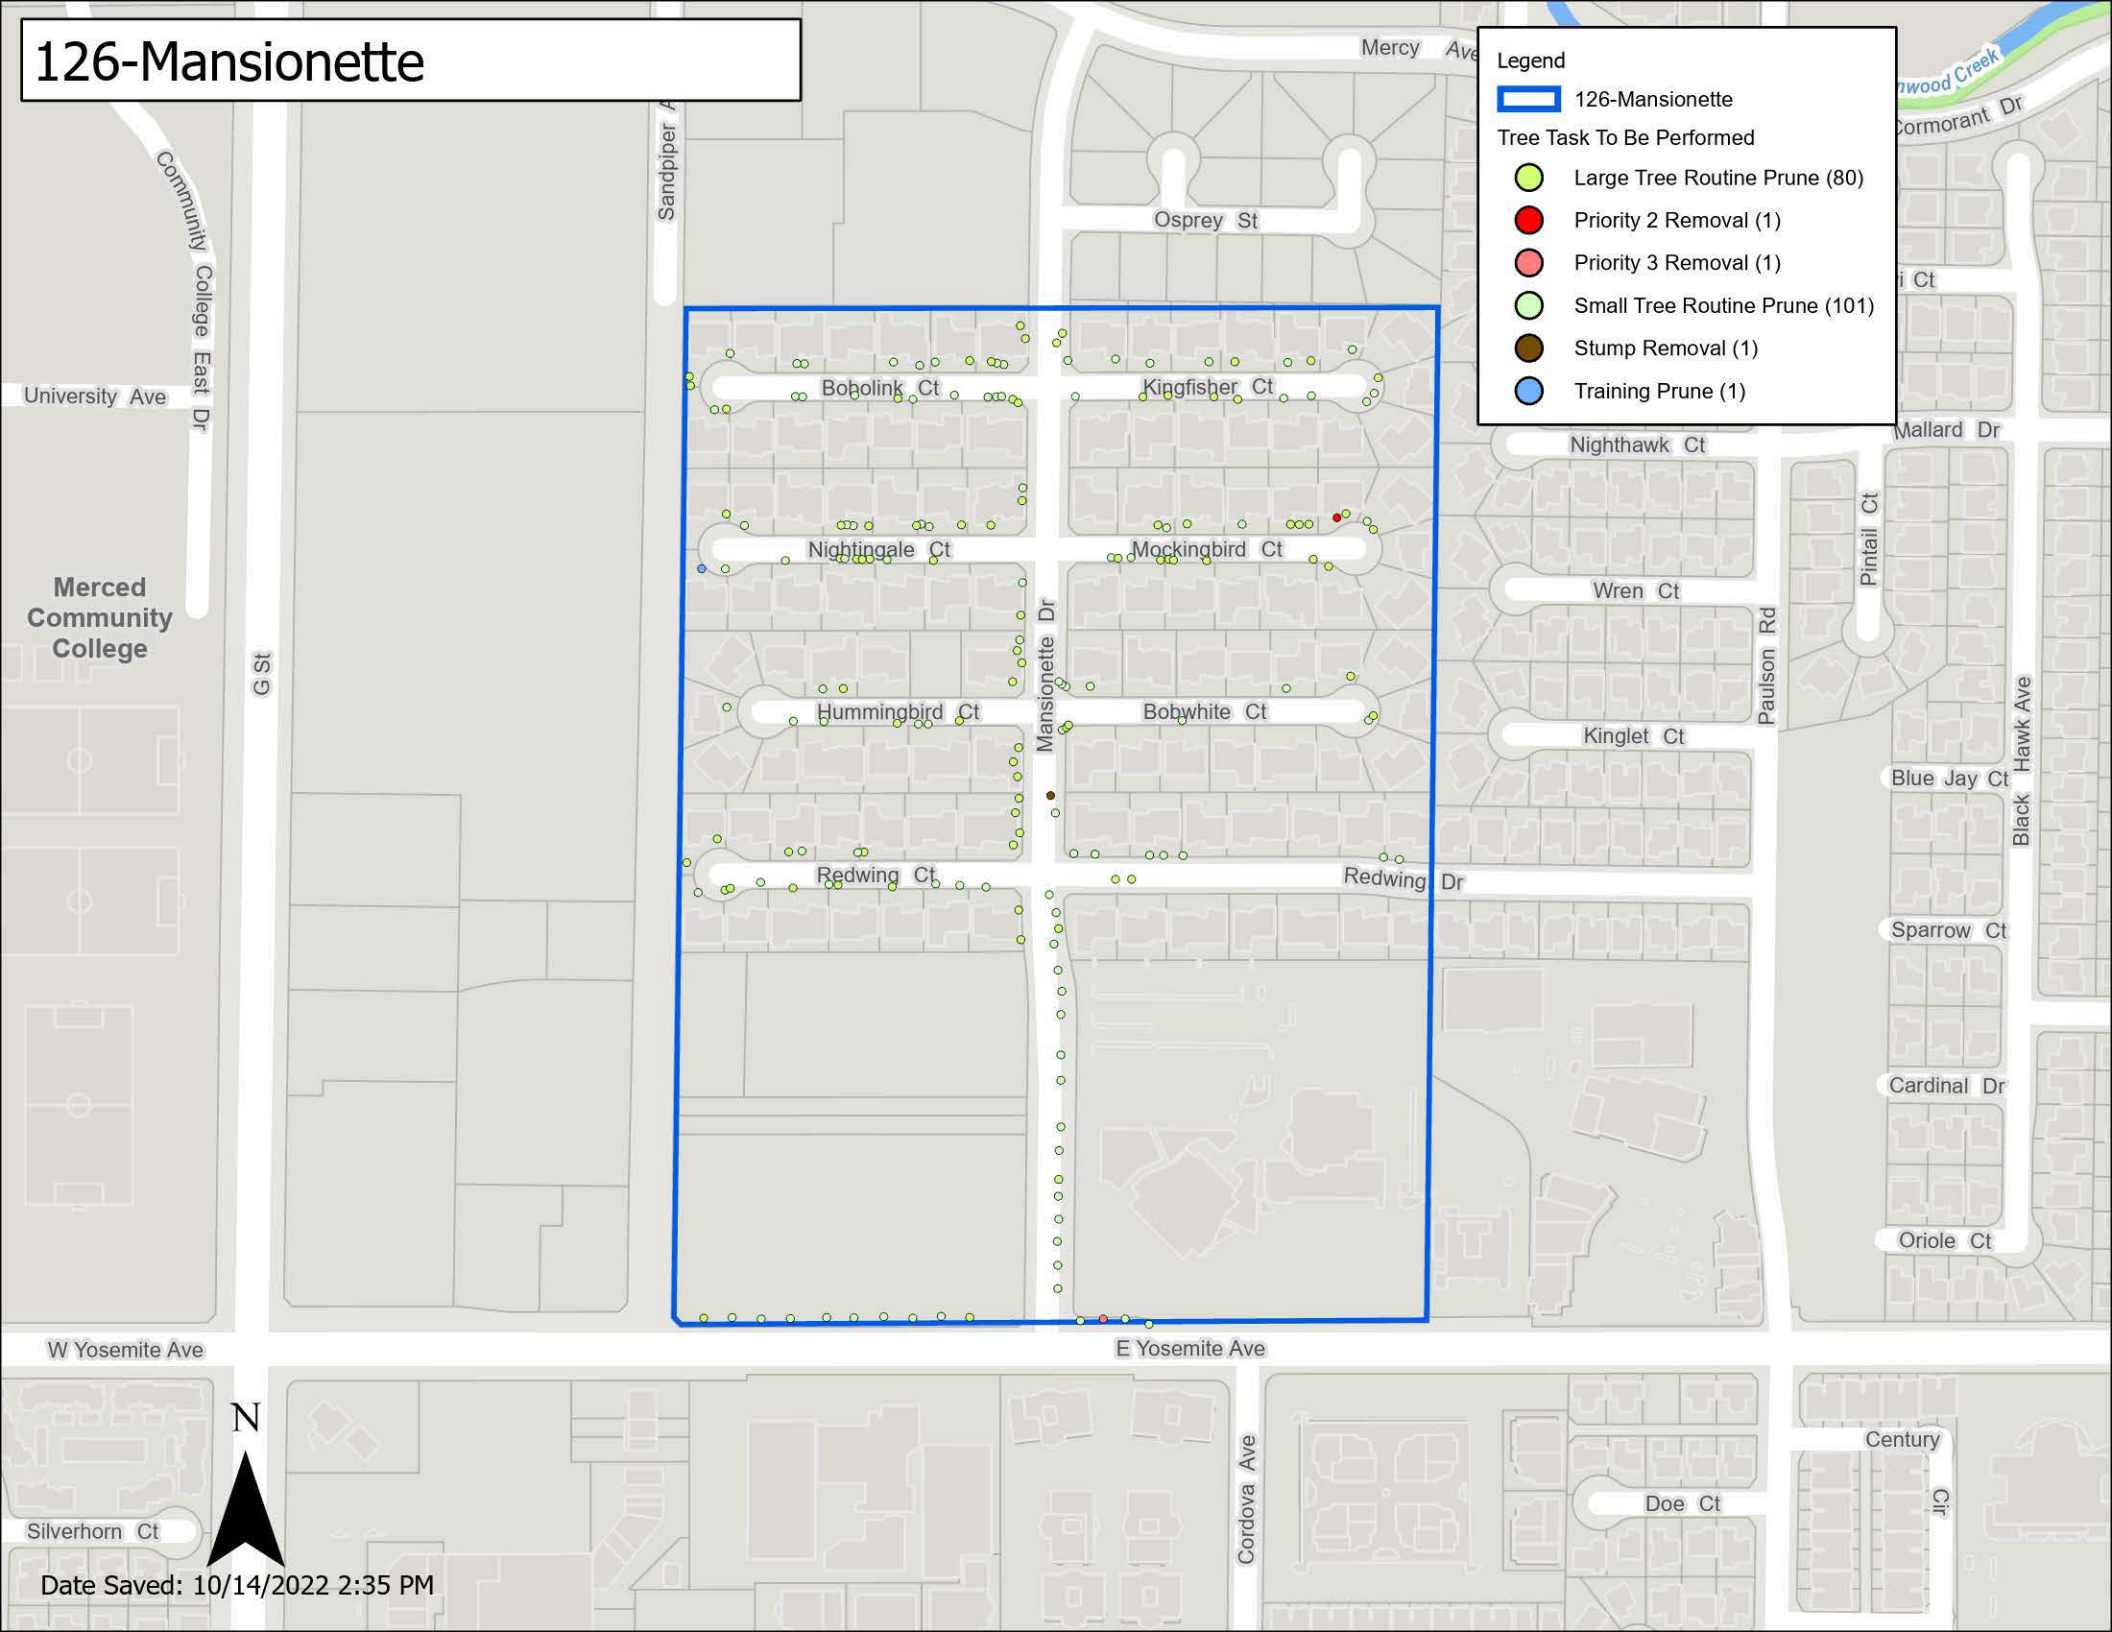 126-Mansionette
Mercy Ave
Legend
126-Mansionette
Tree Task To Be Performed
Large Tree Routine Prune (80)
Priority 2 Removal (1)
Priority 3 Removal (1)
Small Tree Routine Prune (101)
Stump Removal (1)
Training Prune (1)
nwood Creek
Cormorant Dr
Community College East Dr
Sandpiper A
Osprey St
i Ct
University Ave
Bobolink Ct
Kingfisher Ct
Mallard Dr
Nighthawk Ct
Pintail Ct
Nightingale Ct
Mockingbird Ct
Merced
Community
College
Wren Ct
G St
Mansionette Dr
Paulson Rd
Hummingbird Ct
Bobwhite Ct
Kinglet Ct
Black Hawk Ave
Blue Jay Ct
Redwing Ct
Redwing Dr
Sparrow Ct
Cardinal Dr
Oriole Ct
W Yosemite Ave
E Yosemite Ave
N
Cordova Ave
Century Cir
Doe Ct
Silverhorn Ct
Date Saved: 10/14/2022 2:35 PM